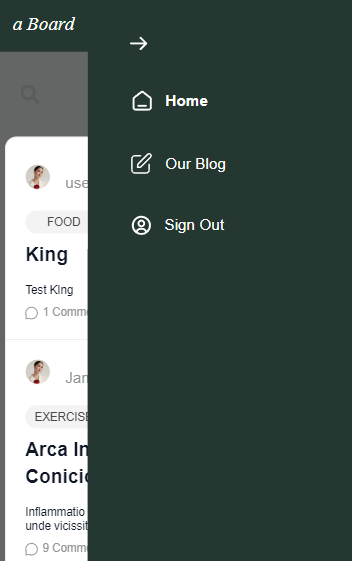 a Board
Home
Our Blog
Sign Out
use
FOOD
King
Test KIng
1 Comme
Jan
EXERCISE
Arca In
Conicio
Inflammatio
unde vicissit
9 Comme